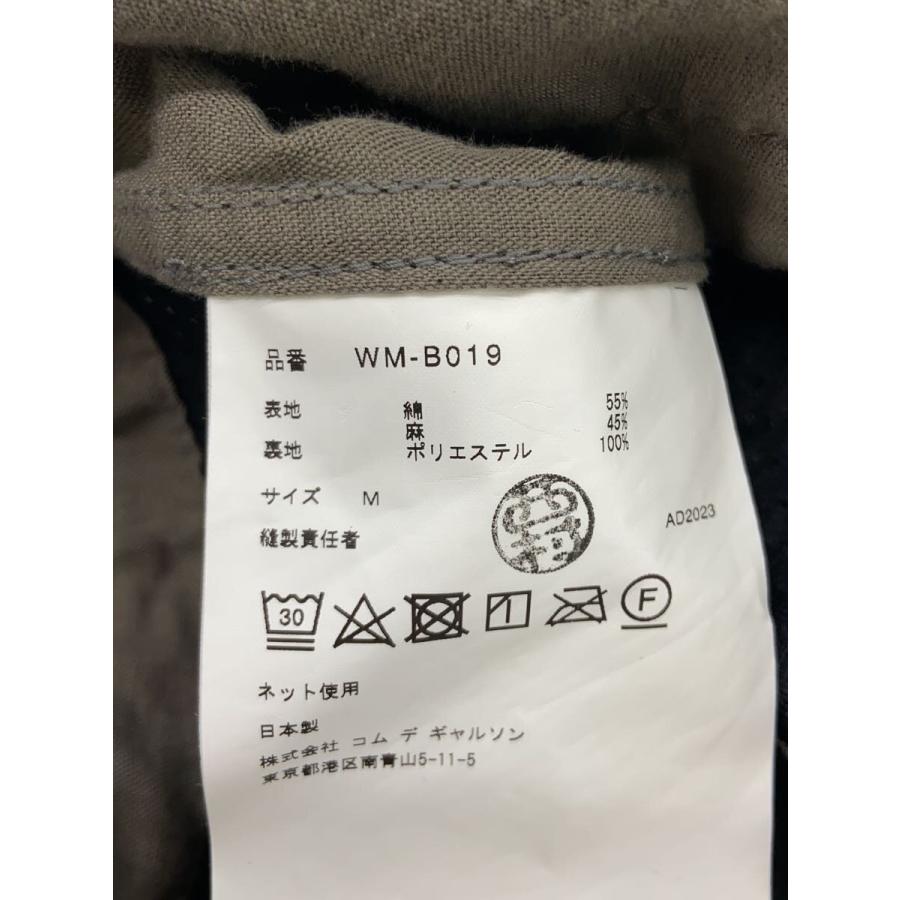 品番 WM-B019
表地 綿 55%
麻 45%
裏地 ポリエステル 100%
サイズ M
縫製責任者
AD2023
30 1 F
ネット使用
日本製
株式会社 コム デ ギャルソン
東京都港区南青山5-11-5